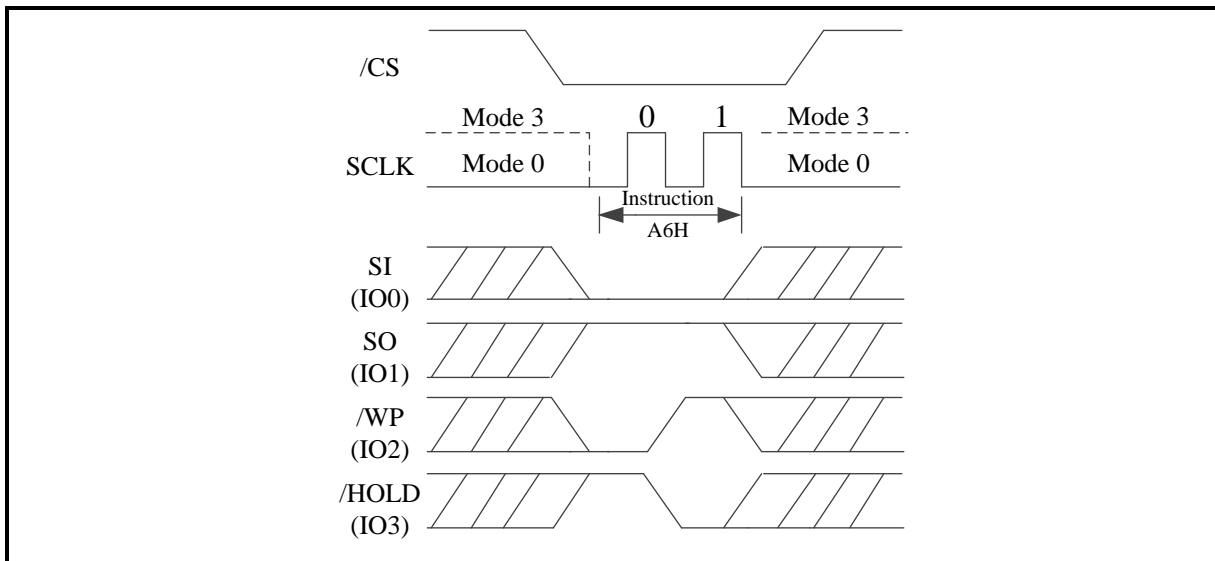 /CS
Mode 3 0 1 Mode 3
SCLK Mode 0 Mode 0
Instruction
A6H
SI
(IO0)
SO
(IO1)
/WP
(IO2)
/HOLD
(IO3)